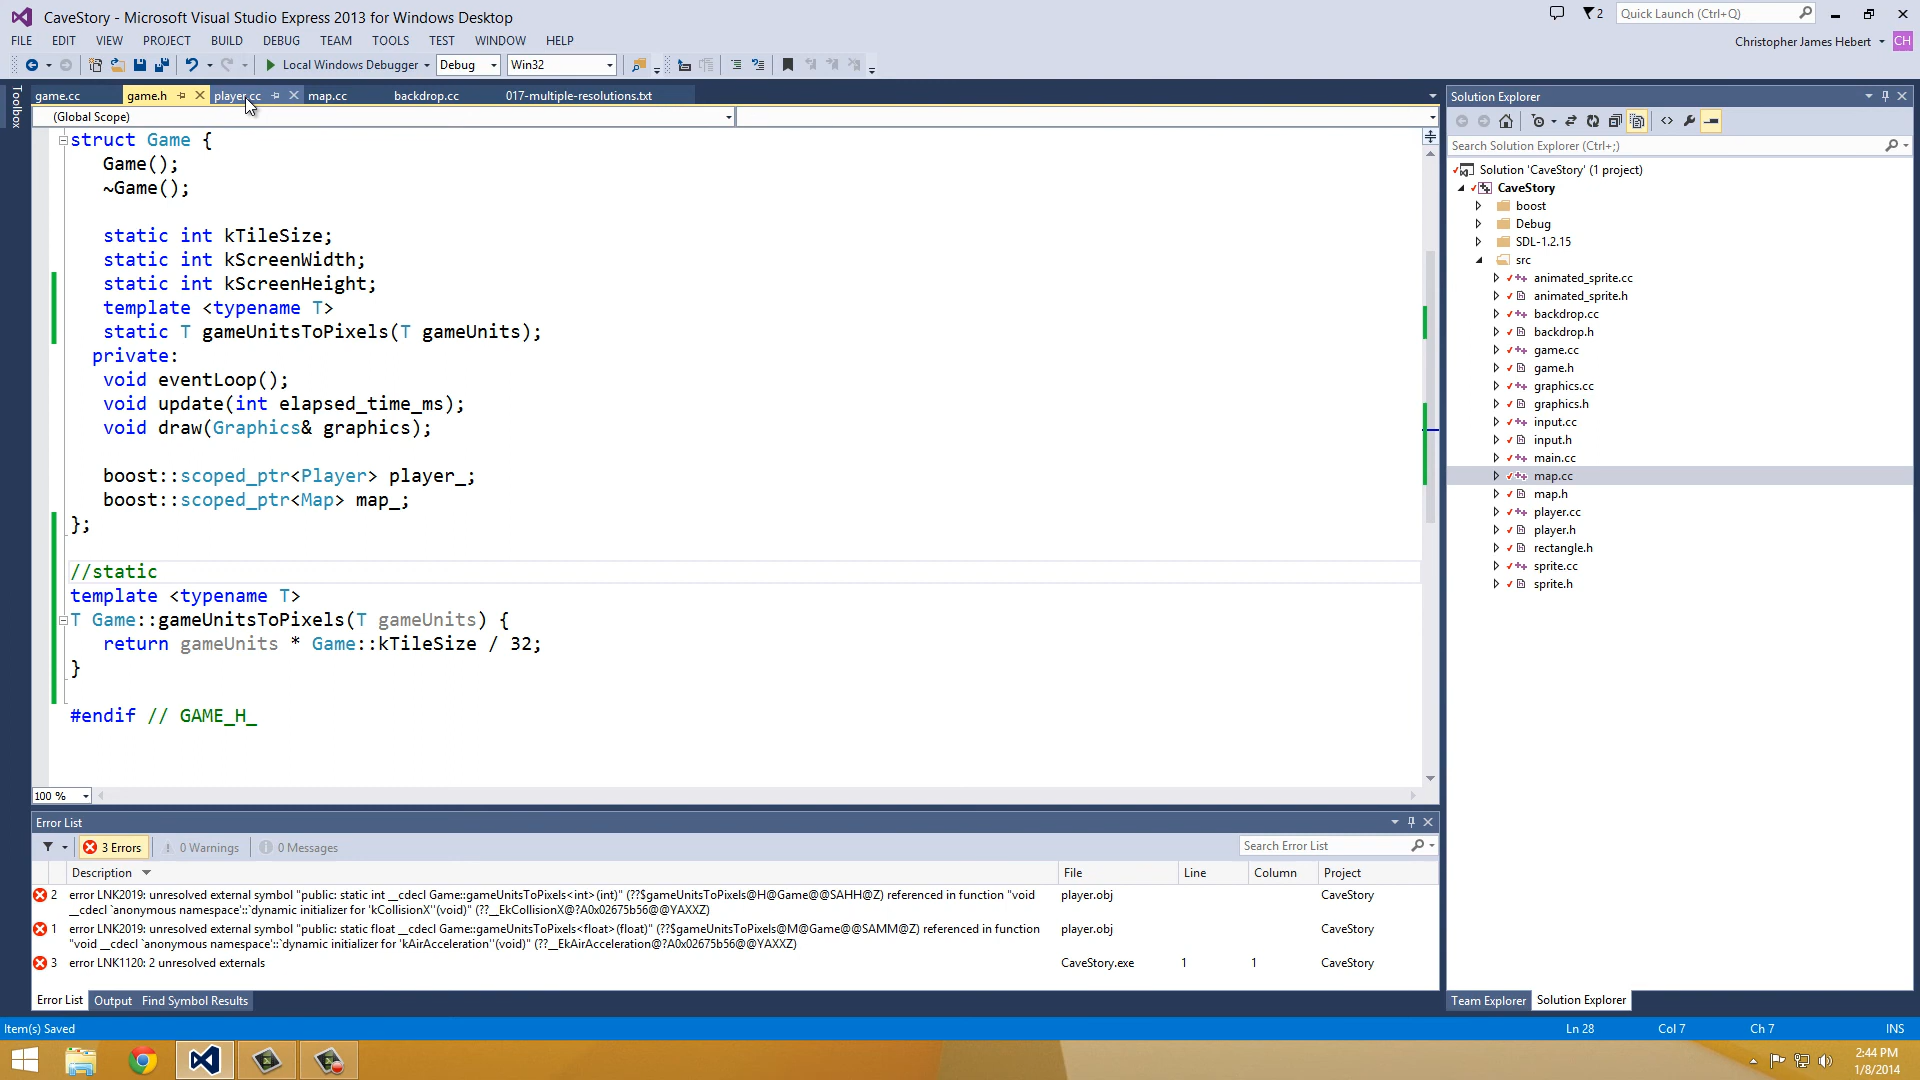 CaveStory - Microsoft Visual Studio Express 2013 for Windows Desktop
2
Quick Launch (Ctrl+Q)
FILE EDIT VIEW PROJECT BUILD DEBUG TEAM TOOLS TEST WINDOW HELP
Christopher James Hebert CH
Local Windows Debugger Debug Win32
Toolbox
game.cc game.h player.cc map.cc backdrop.cc 017-multiple-resolutions.txt
(Global Scope)
struct Game {
Game();
~Game();
static int kTileSize;
static int kScreenWidth;
static int kScreenHeight;
template <typename T>
static T gameUnitsToPixels(T gameUnits);
private:
void eventLoop();
void update(int elapsed_time_ms);
void draw(Graphics& graphics);
boost::scoped_ptr<Player> player_;
boost::scoped_ptr<Map> map_;
};
//static
template <typename T>
T Game::gameUnitsToPixels(T gameUnits) {
return gameUnits * Game::kTileSize / 32;
}
#endif // GAME_H_
100 %
Solution Explorer
Search Solution Explorer (Ctrl+;)
Solution 'CaveStory' (1 project)
CaveStory
boost
Debug
SDL-1.2.15
src
animated_sprite.cc
animated_sprite.h
backdrop.cc
backdrop.h
game.cc
game.h
graphics.cc
graphics.h
input.cc
input.h
main.cc
map.cc
map.h
player.cc
player.h
rectangle.h
sprite.cc
sprite.h
Team Explorer Solution Explorer
Error List
3 Errors 0 Warnings 0 Messages
Search Error List
Description File Line Column Project
2 error LNK2019: unresolved external symbol "public: static int __cdecl Game::gameUnitsToPixels<int>(int)" (??$gameUnitsToPixels@H@Game@@SAHH@Z) referenced in function "void player.obj CaveStory
__cdecl `anonymous namespace'::`dynamic initializer for 'kCollisionX''(void)" (??__EkCollisionX@?A0x02675b56@@YAXXZ)
1 error LNK2019: unresolved external symbol "public: static float __cdecl Game::gameUnitsToPixels<float>(float)" (??$gameUnitsToPixels@M@Game@@SAMM@Z) referenced in function player.obj CaveStory
"void __cdecl `anonymous namespace'::`dynamic initializer for 'kAirAcceleration''(void)" (??__EkAirAcceleration@?A0x02675b56@@YAXXZ)
3 error LNK1120: 2 unresolved externals CaveStory.exe 1 1 CaveStory
Error List Output Find Symbol Results
Item(s) Saved Ln 28 Col 7 Ch 7 INS
2:44 PM
1/8/2014